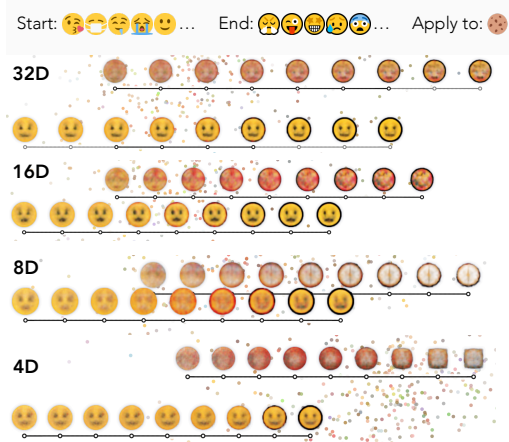 Start: 😘😷🤤😭🙂... End: 😤😜🤩😥😨... Apply to: 🍪
32D
16D
8D
4D